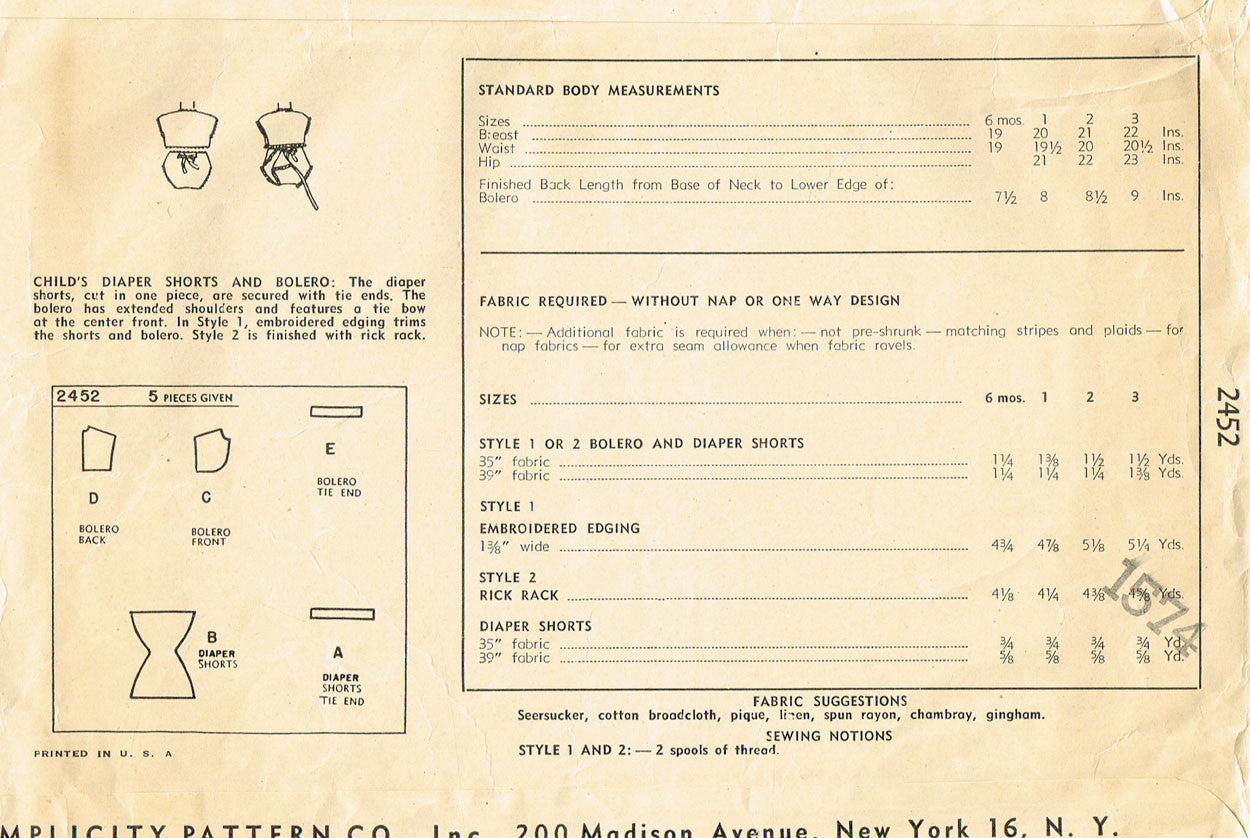 CHILD'S DIAPER SHORTS AND BOLERO: The diaper
shorts, cut in one piece, are secured with tie ends. The
bolero has extended shoulders and features a tie bow
at the center front. In Style 1, embroidered edging trims
the shorts and bolero. Style 2 is finished with rick rack.
2452 5 PIECES GIVEN
D
BOLERO
BACK
C
BOLERO
FRONT
E
BOLERO
TIE END
B
DIAPER
SHORTS
A
DIAPER
SHORTS
TIE END
PRINTED IN U. S. A
STANDARD BODY MEASUREMENTS
Sizes 6 mos. 1 2 3
Breast 19 20 21 22 Ins.
Waist 19 19½ 20 20½ Ins.
Hip 21 22 23 Ins.
Finished Back Length from Base of Neck to Lower Edge of:
Bolero 7½ 8 8½ 9 Ins.
FABRIC REQUIRED — WITHOUT NAP OR ONE WAY DESIGN
NOTE: — Additional fabric is required when: — not pre-shrunk — matching stripes and plaids — for
nap fabrics — for extra seam allowance when fabric ravels.
SIZES 6 mos. 1 2 3
STYLE 1 OR 2 BOLERO AND DIAPER SHORTS
35" fabric 1¼ 1⅜ 1½ 1½ Yds.
39" fabric 1¼ 1¼ 1¼ 1⅜ Yds.
STYLE 1
EMBROIDERED EDGING
1⅜" wide 4¾ 4⅞ 5⅛ 5¼ Yds.
STYLE 2
RICK RACK 4⅛ 4¼ 4⅜ 4⅝ Yds.
DIAPER SHORTS
35" fabric ¾ ¾ ¾ ¾ Yd.
39" fabric ⅝ ⅝ ⅝ ⅝ Yd.
1574
2452
FABRIC SUGGESTIONS
Seersucker, cotton broadcloth, pique, linen, spun rayon, chambray, gingham.
SEWING NOTIONS
STYLE 1 AND 2: — 2 spools of thread.
MPLICITY PATTERN CO. Inc. 200 Madison Avenue, New York 16, N. Y.